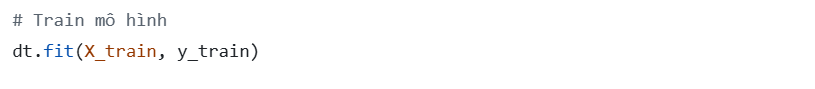 # Train mô hình
dt.fit(X_train, y_train)